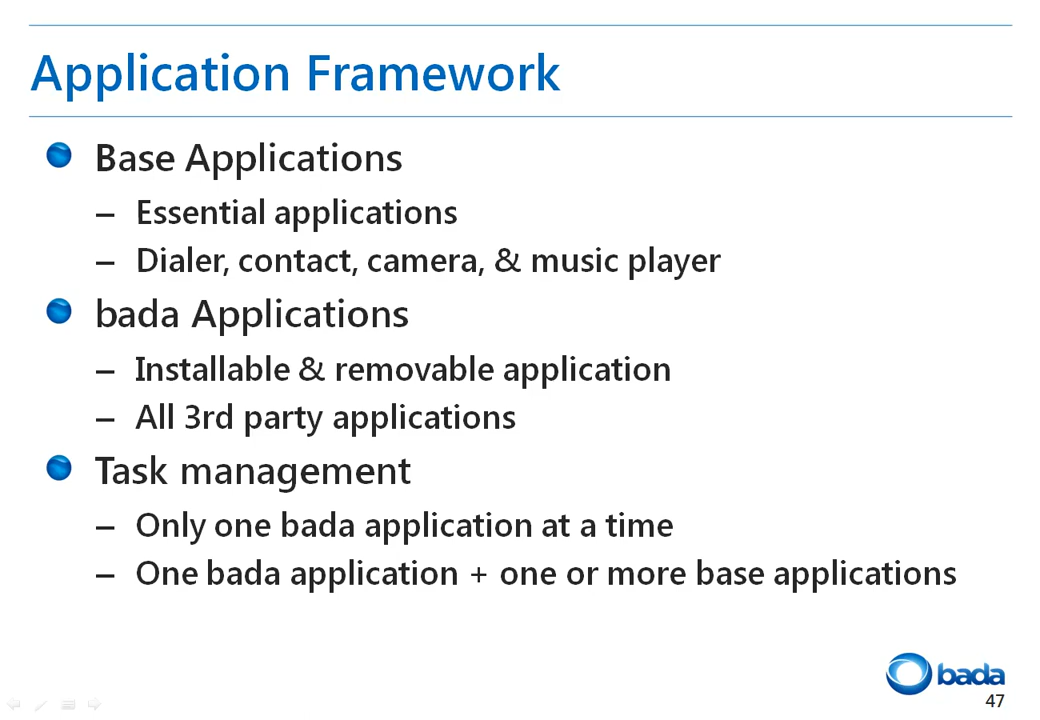 Application Framework
Base Applications
– Essential applications
– Dialer, contact, camera, & music player
bada Applications
– Installable & removable application
– All 3rd party applications
Task management
– Only one bada application at a time
– One bada application + one or more base applications
bada
47